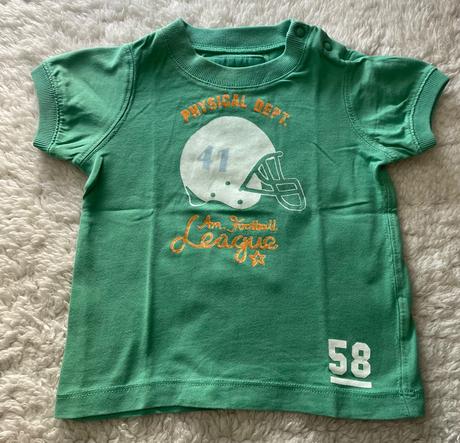 PHYSICAL DEPT.
41
Am. Football
League
58